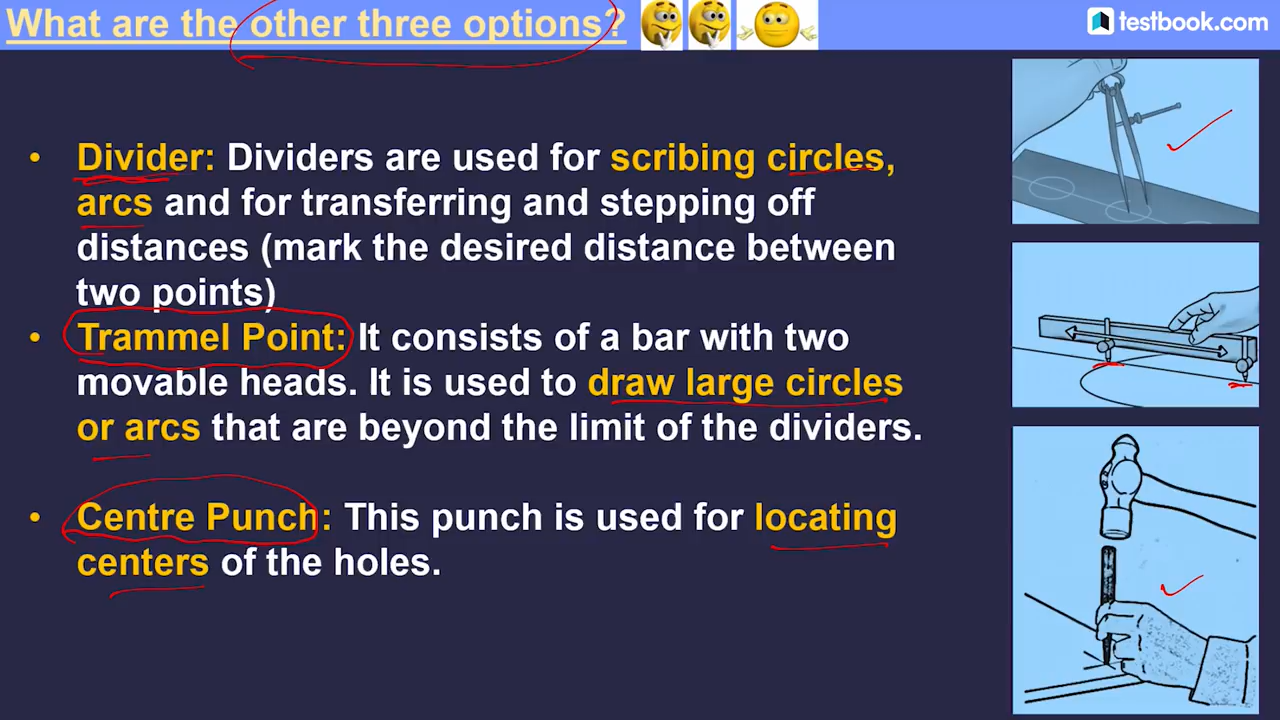 What are the other three options?
testbook.com
• Divider: Dividers are used for scribing circles,
arcs and for transferring and stepping off
distances (mark the desired distance between
two points)
• Trammel Point: It consists of a bar with two
movable heads. It is used to draw large circles
or arcs that are beyond the limit of the dividers.
• Centre Punch: This punch is used for locating
centers of the holes.